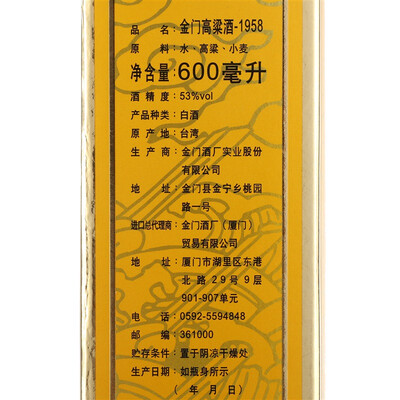 品名：金门高粱酒-1958
原料：水、高粱、小麦
净含量：600毫升
酒精度：53%vol
产品种类：白酒
原产地：台湾
生产商：金门酒厂实业股份
有限公司
地址：金门县金宁乡桃园
路一号
进口总代理商：金门酒厂（厦门）
贸易有限公司
地址：厦门市湖里区东港
北路29号9层
901-907单元
电话：0592-5594848
邮编：361000
贮存条件：置于阴凉干燥处
生产日期：如瓶身所示
（年月日）